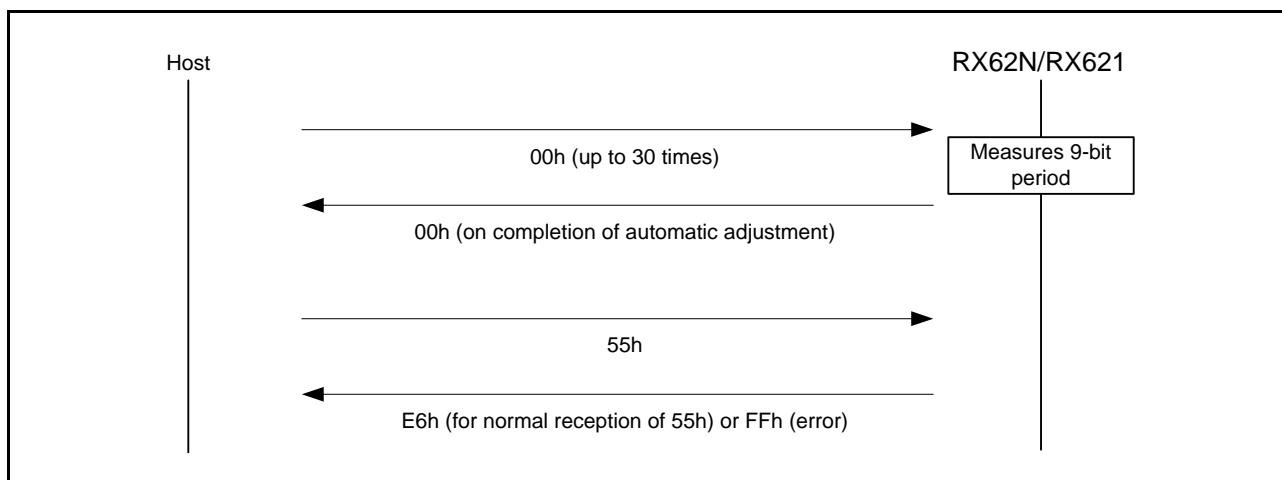 Host
RX62N/RX621
00h (up to 30 times)
Measures 9-bit
period
00h (on completion of automatic adjustment)
55h
E6h (for normal reception of 55h) or FFh (error)